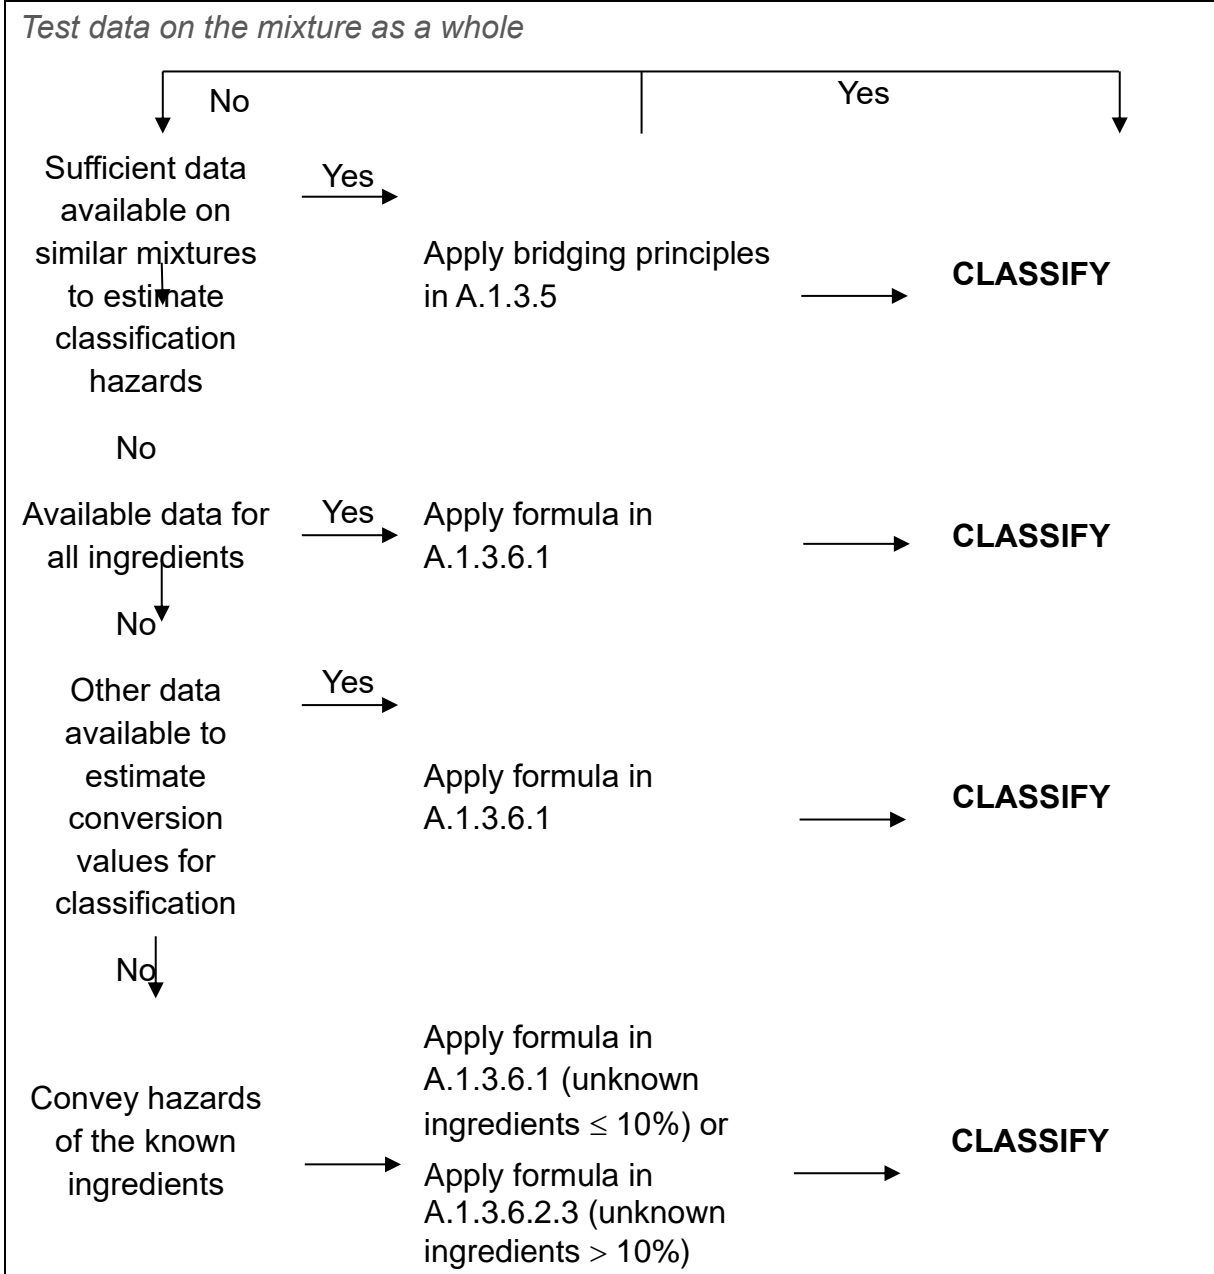 Test data on the mixture as a whole
No
Yes
Sufficient data
available on
similar mixtures
to estimate
classification
hazards
Yes
Apply bridging principles
in A.1.3.5
CLASSIFY
No
Available data for
all ingredients
Yes
Apply formula in
A.1.3.6.1
CLASSIFY
No
Other data
available to
estimate
conversion
values for
classification
Yes
Apply formula in
A.1.3.6.1
CLASSIFY
No
Convey hazards
of the known
ingredients
Apply formula in
A.1.3.6.1 (unknown
ingredients ≤ 10%) or
Apply formula in
A.1.3.6.2.3 (unknown
ingredients > 10%)
CLASSIFY